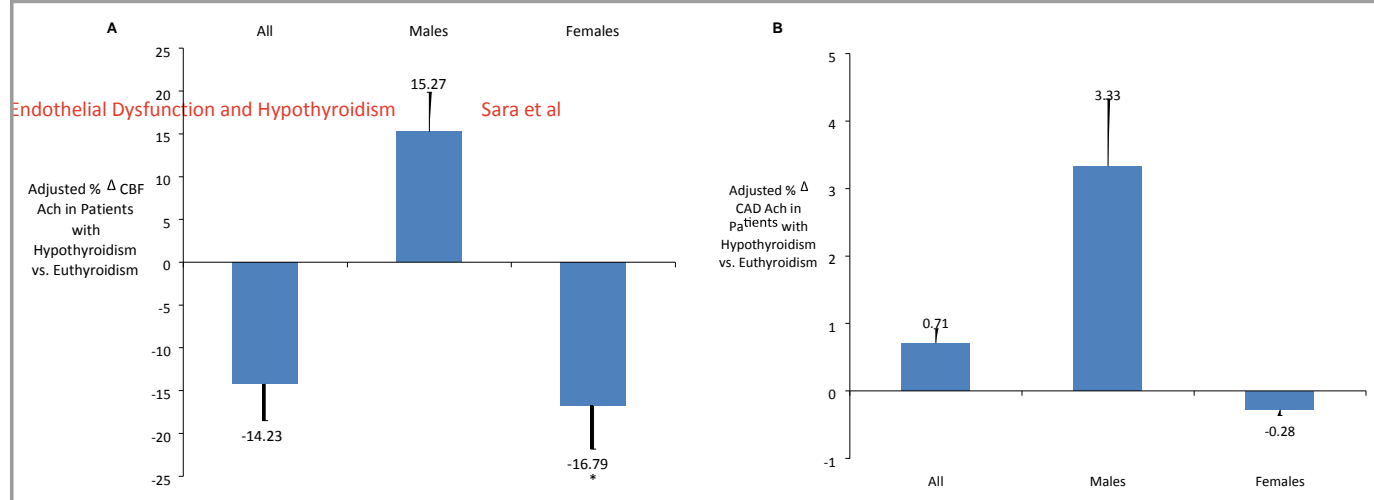 A
All
Males
Females
25
20
15
10
5
0
-5
-10
-15
-20
-25
15.27
-14.23
-16.79
*
Endothelial Dysfunction and Hypothyroidism
Sara et al
Adjusted % Δ CBF
Ach in Patients
with
Hypothyroidism
vs. Euthyroidism
B
5
4
3
2
1
0
-1
3.33
0.71
-0.28
Adjusted % Δ
CAD Ach in
Patients with
Hypothyroidism
vs. Euthyroidism
All
Males
Females